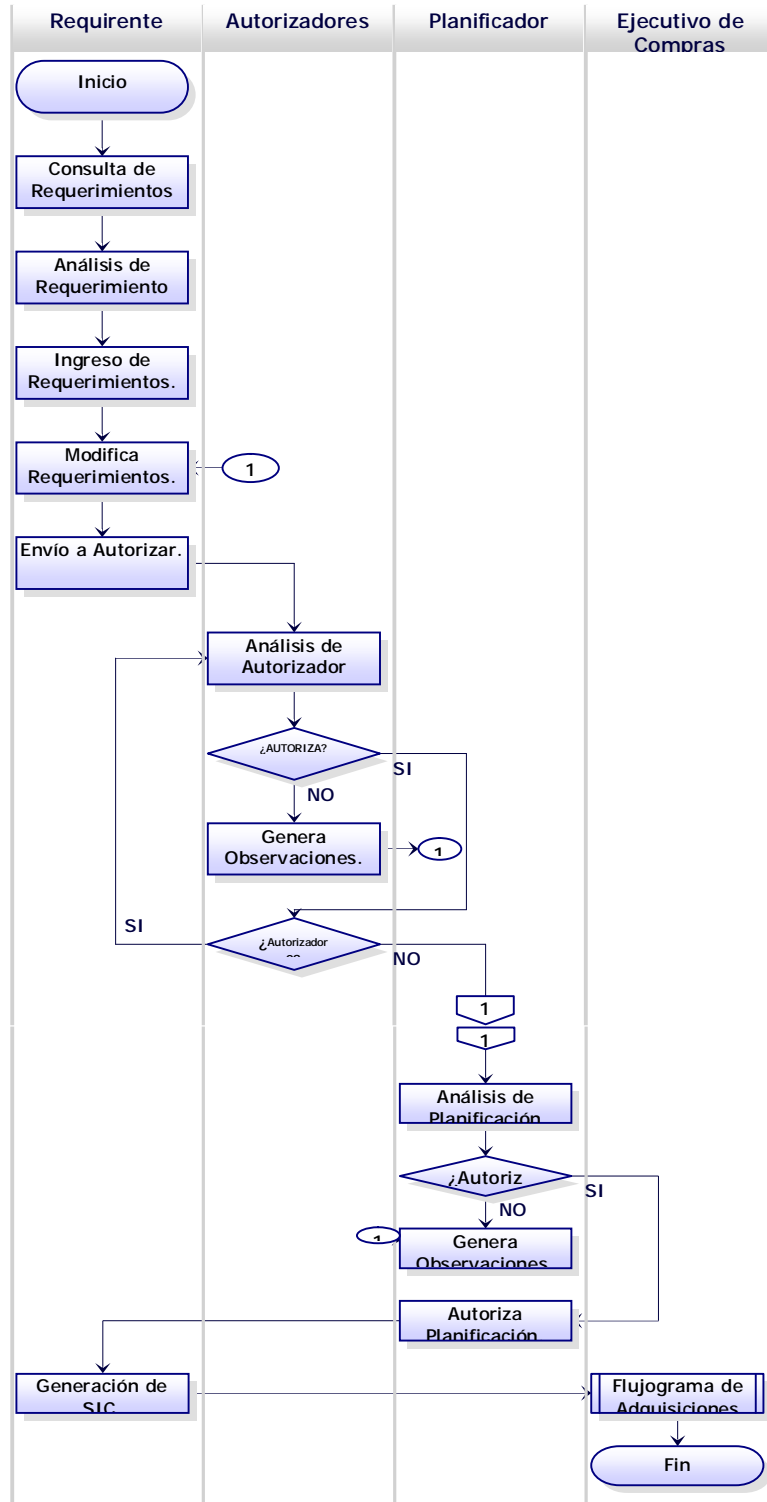 Requirente
Autorizadores
Planificador
Ejecutivo de
Compras
Inicio
Consulta de
Requerimientos
Análisis de
Requerimiento
Ingreso de
Requerimientos.
Modifica
Requerimientos.
1
Envío a Autorizar.
Análisis de
Autorizador
¿AUTORIZA?
SI
NO
Genera
Observaciones.
1
SI
¿Autorizador
NO
1
1
Análisis de
Planificación
¿Autoriz
SI
NO
1
Genera
Observaciones
Autoriza
Planificación
Generación de
SIC
Flujograma de
Adquisiciones
Fin